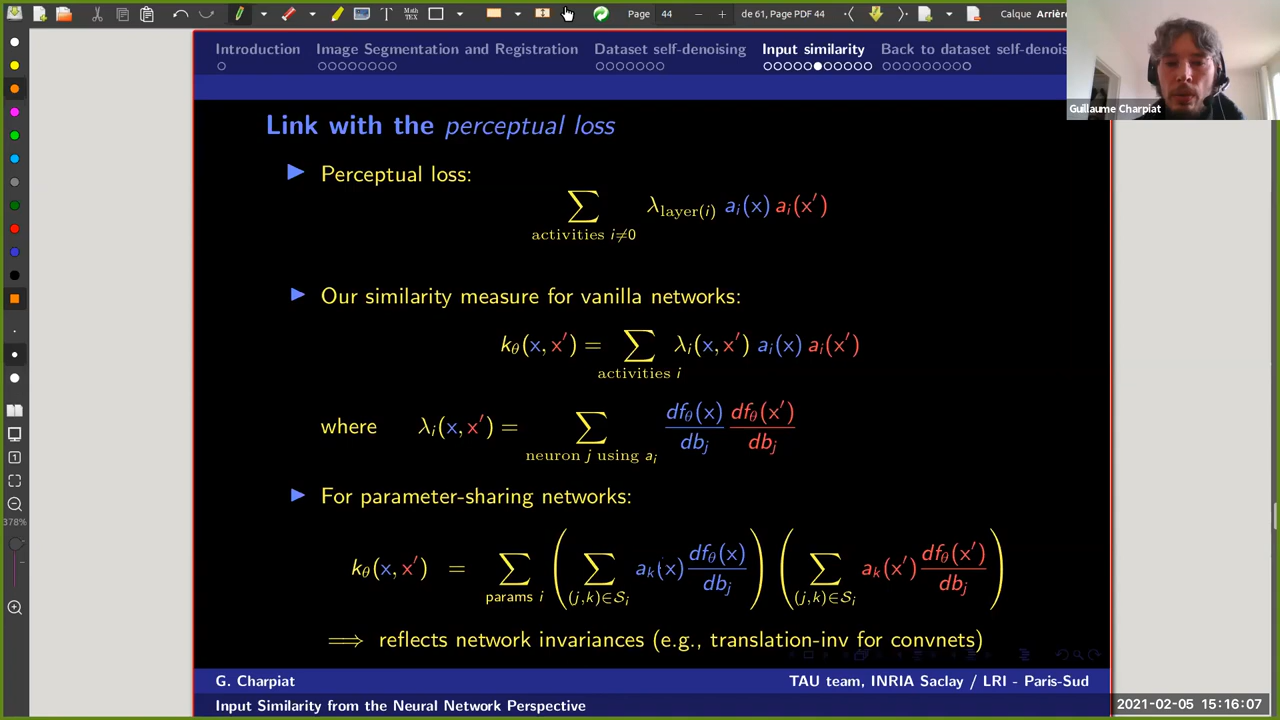 Page 44 de 61, Page PDF 44 Calque Arrière
Introduction Image Segmentation and Registration Dataset self-denoising Input similarity Back to dataset self-denois
Guillaume Charpiat
Link with the perceptual loss
Perceptual loss:
∑ λ_layer(i) a_i(x) a_i(x′)
activities i≠0
Our similarity measure for vanilla networks:
k_θ(x, x′) = ∑ λ_i(x, x′) a_i(x) a_i(x′)
activities i
where λ_i(x, x′) = ∑ df_θ(x)/db_j df_θ(x′)/db_j
neuron j using a_i
For parameter-sharing networks:
k_θ(x, x′) = ∑ ( ∑ a_k(x) df_θ(x)/db_j ) ( ∑ a_k(x′) df_θ(x′)/db_j )
params i (j,k)∈S_i (j,k)∈S_i
⟹ reflects network invariances (e.g., translation-inv for convnets)
378%
G. Charpiat TAU team, INRIA Saclay / LRI - Paris-Sud
Input Similarity from the Neural Network Perspective
2021-02-05 15:16:07